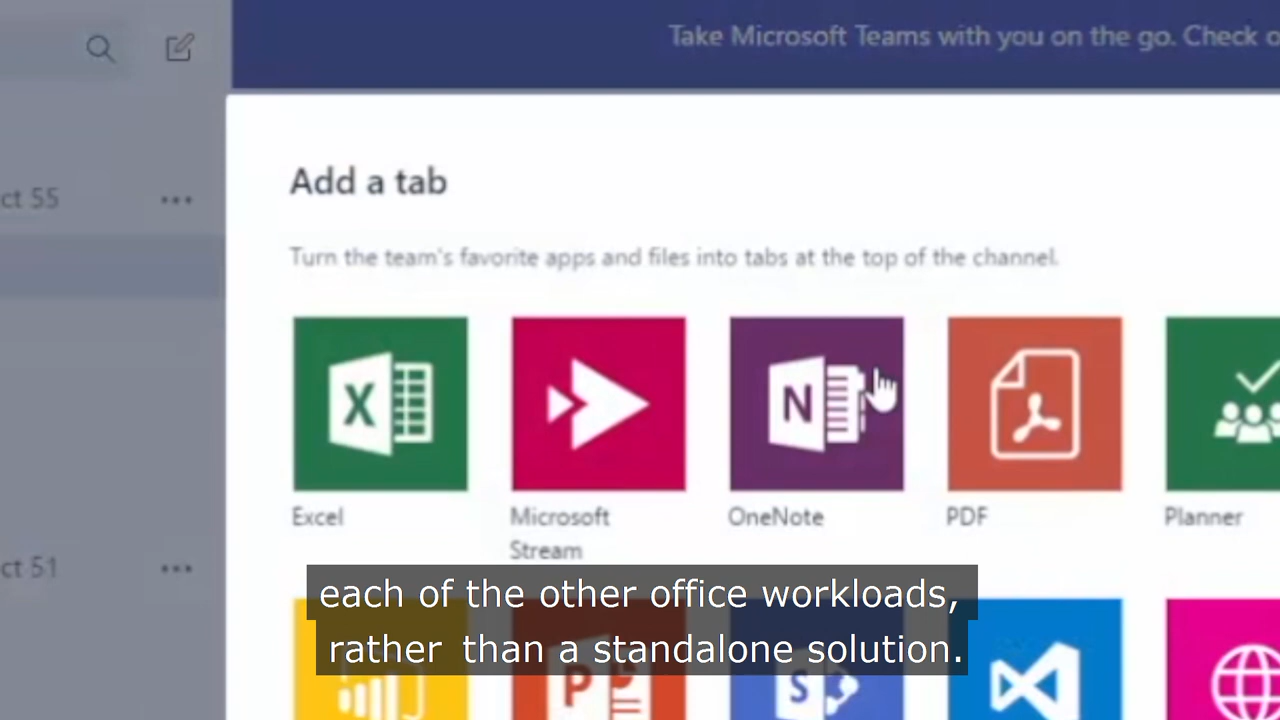 Take Microsoft Teams with you on the go. Check
Add a tab
ct 55
Turn the team's favorite apps and files into tabs at the top of the channel.
X
N
Excel
Microsoft
Stream
OneNote
PDF
Planner
ct 51
each of the other office workloads,
rather than a standalone solution.
P
S